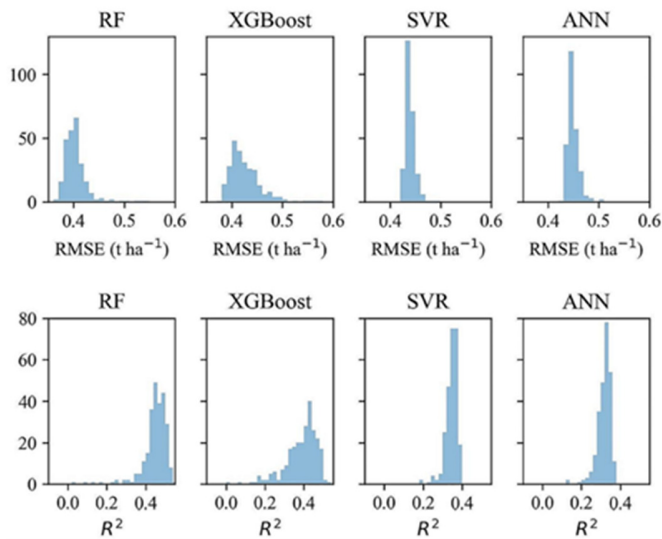 RF XGBoost SVR ANN
100
50
0
0.4 0.5 0.6 0.4 0.5 0.6 0.4 0.5 0.6 0.4 0.5 0.6
RMSE (t ha⁻¹) RMSE (t ha⁻¹) RMSE (t ha⁻¹) RMSE (t ha⁻¹)
RF XGBoost SVR ANN
80
60
40
20
0
0.0 0.2 0.4 0.0 0.2 0.4 0.0 0.2 0.4 0.0 0.2 0.4
R² R² R² R²